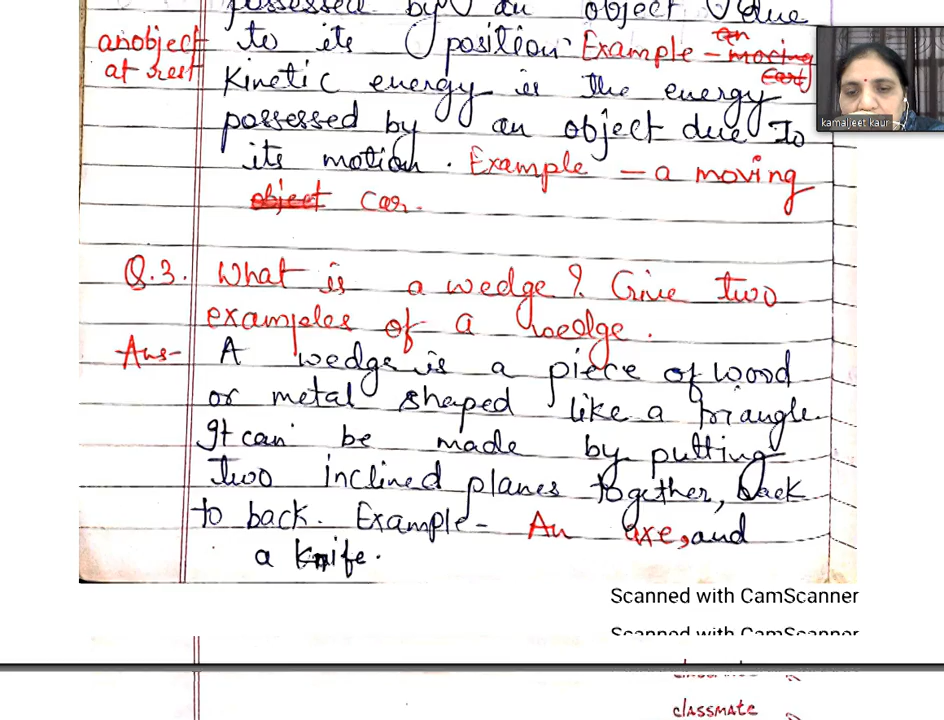 possessed by an object due
an object to its position. Example - an moving
at rest cart
Kinetic energy is the energy
kamaljeet kaur
possessed by an object due to
its motion. Example - a moving
object car.
Q.3. What is a wedge? Give two
examples of a wedge.
Ans- A wedge is a piece of wood
or metal shaped like a triangle.
It can be made by putting
two inclined planes together, back
to back. Example- An axe, and
a knife.
Scanned with CamScanner
Scanned with CamScanner
classmate